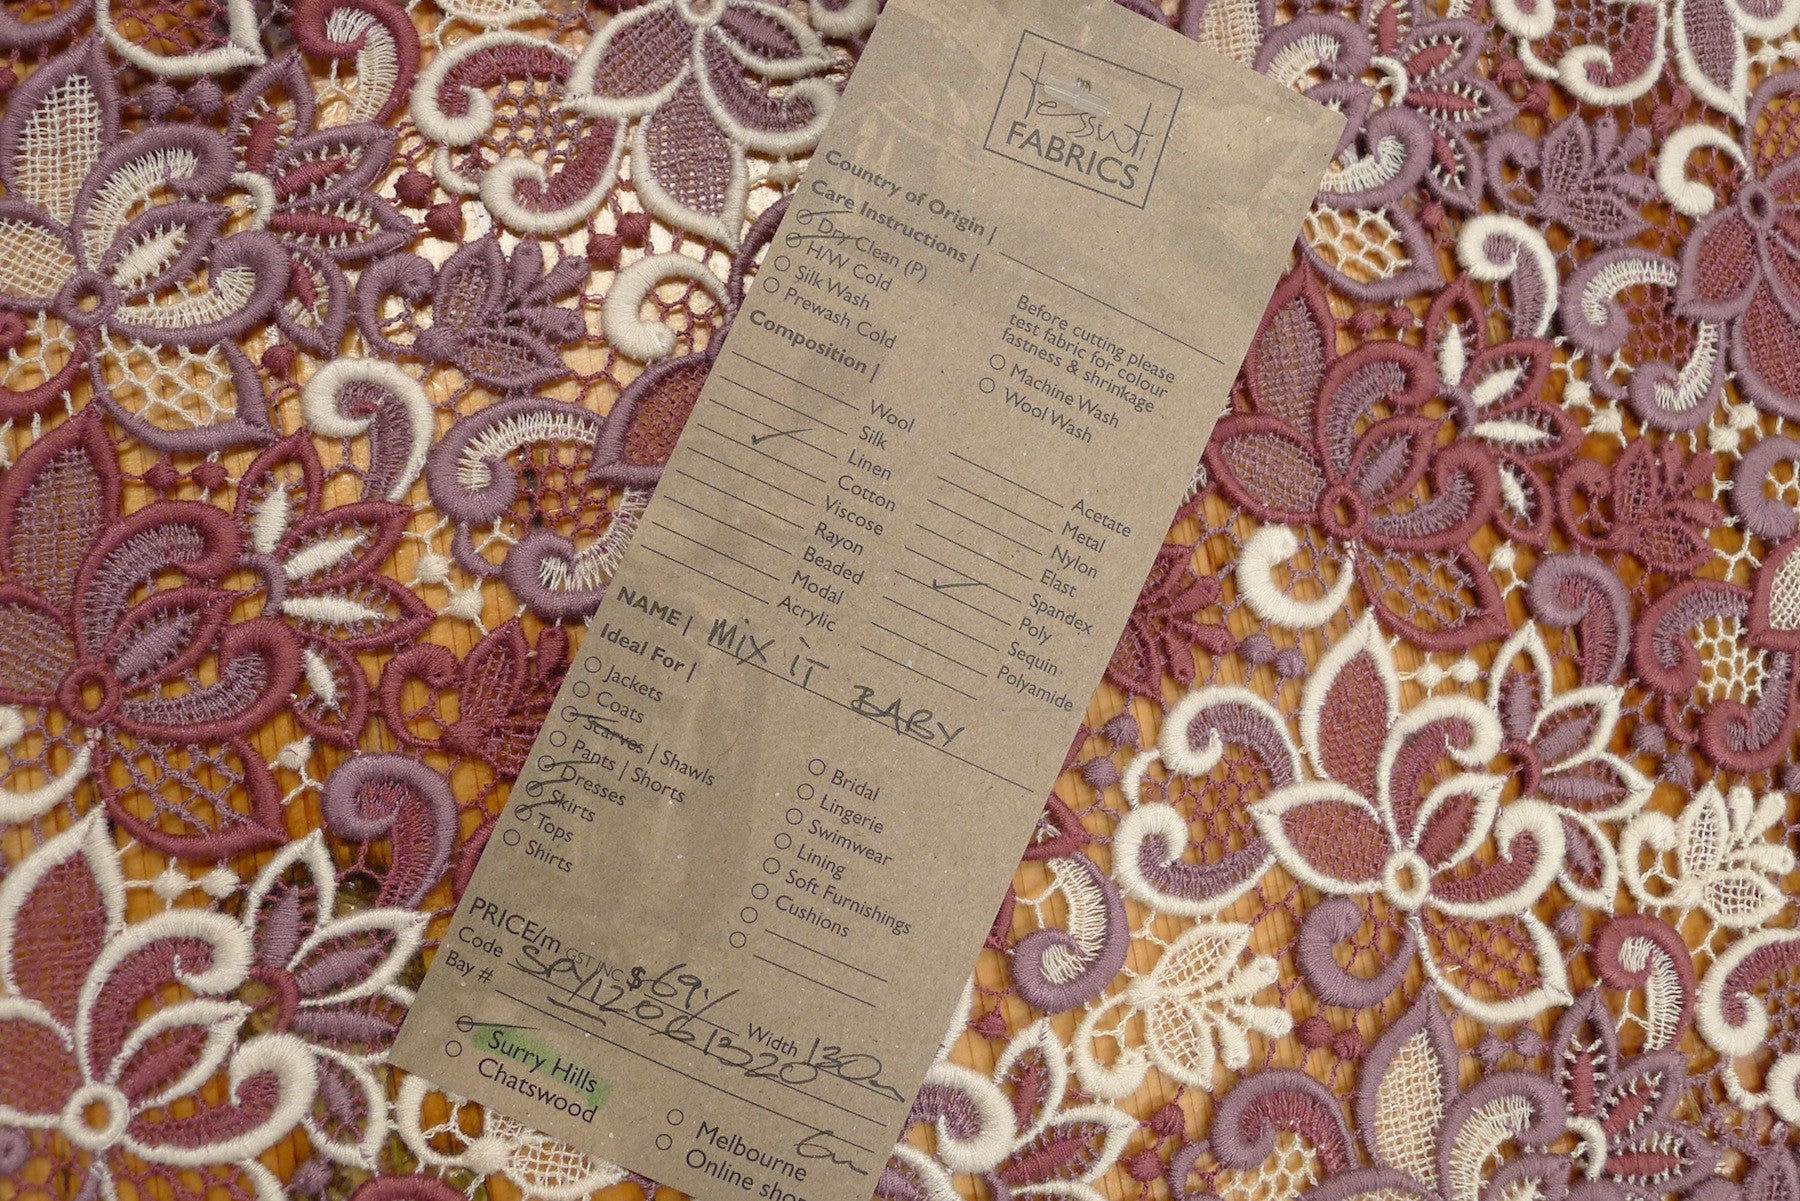 tessuti
FABRICS
Country of Origin |
Care Instructions |
Dry Clean (P)
H/W Cold
Silk Wash
Prewash Cold
Before cutting please
test fabric for colour
fastness & shrinkage
Machine Wash
Wool Wash
Composition |
Wool
Silk
Linen
Cotton
Viscose
Rayon
Beaded
Modal
Acrylic
Acetate
Metal
Nylon
Elast
Spandex
Poly
Sequin
Polyamide
NAME | MIX IT BABY
Ideal For |
Jackets
Coats
Scarves | Shawls
Pants | Shorts
Dresses
Skirts
Tops
Shirts
Bridal
Lingerie
Swimwear
Lining
Soft Furnishings
Cushions
PRICE/m GST INC $69
Width 130
Code
Bay #
Surry Hills
Chatswood
Melbourne
Online shop